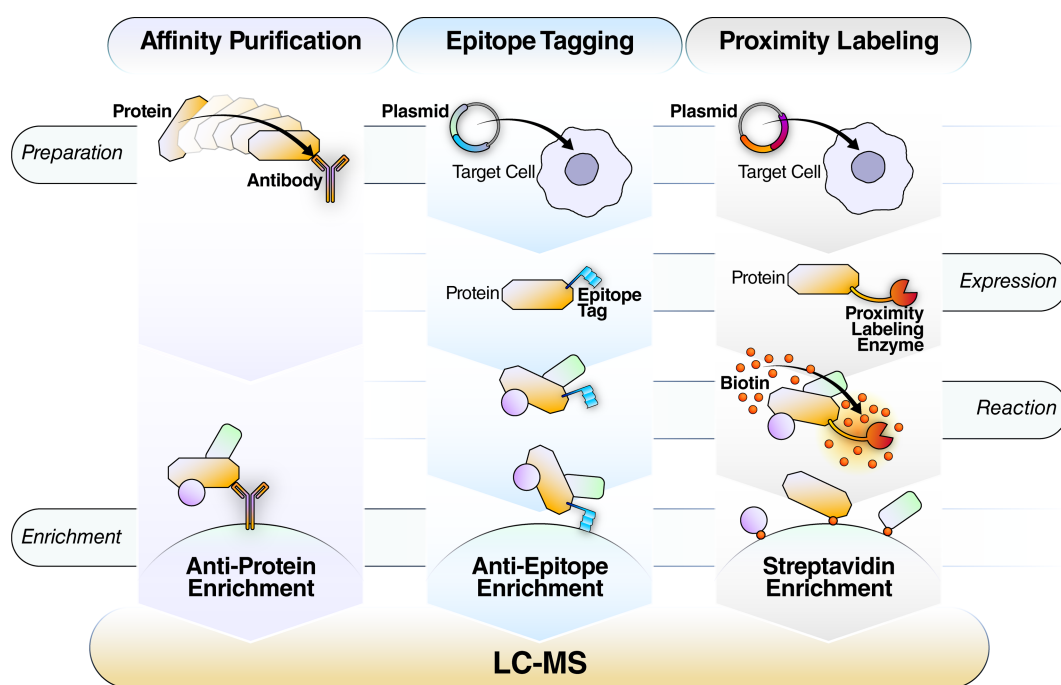 Affinity Purification
Epitope Tagging
Proximity Labeling
Preparation
Protein
Antibody
Plasmid
Target Cell
Plasmid
Target Cell
Protein
Epitope
Tag
Protein
Proximity
Labeling
Enzyme
Expression
Biotin
Reaction
Enrichment
Anti-Protein
Enrichment
Anti-Epitope
Enrichment
Streptavidin
Enrichment
LC-MS